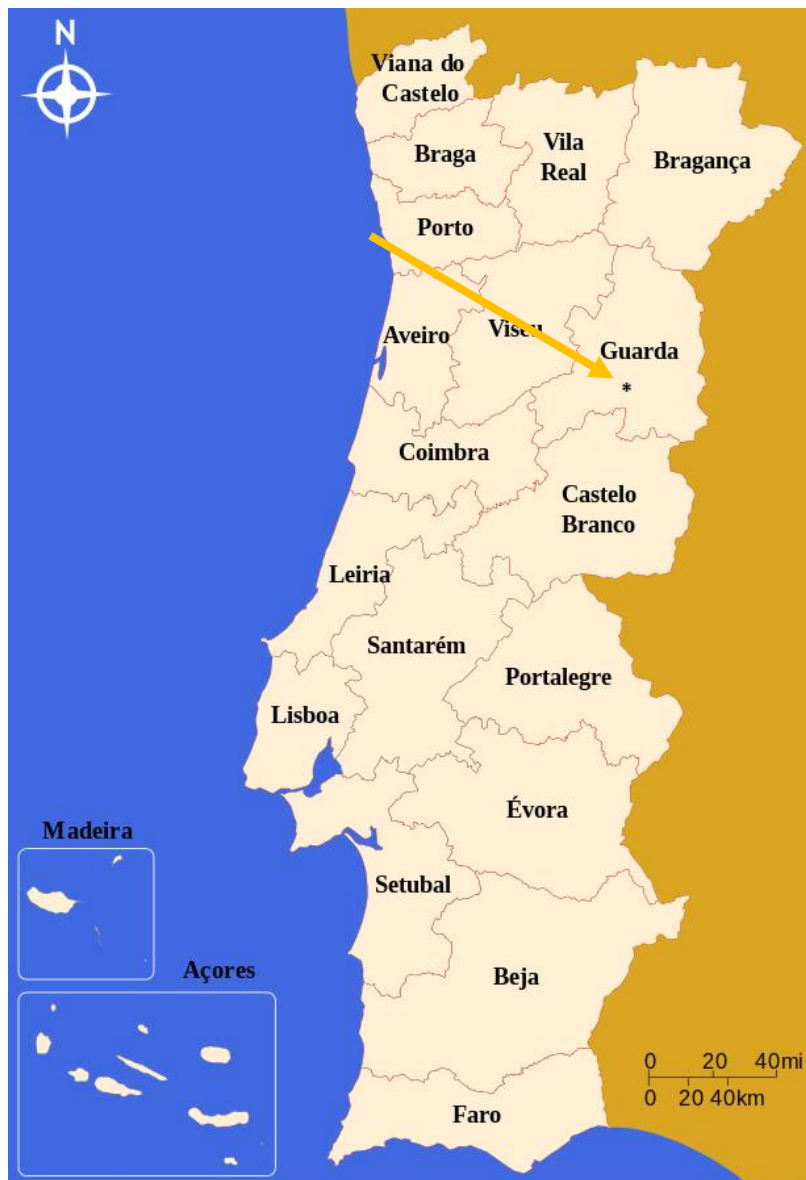 N
Viana do
Castelo
Braga
Vila
Real
Bragança
Porto
Aveiro
Viseu
Guarda
*
Coimbra
Castelo
Branco
Leiria
Santarém
Portalegre
Lisboa
Évora
Madeira
Setubal
Açores
Beja
0 20 40mi
0 20 40km
Faro